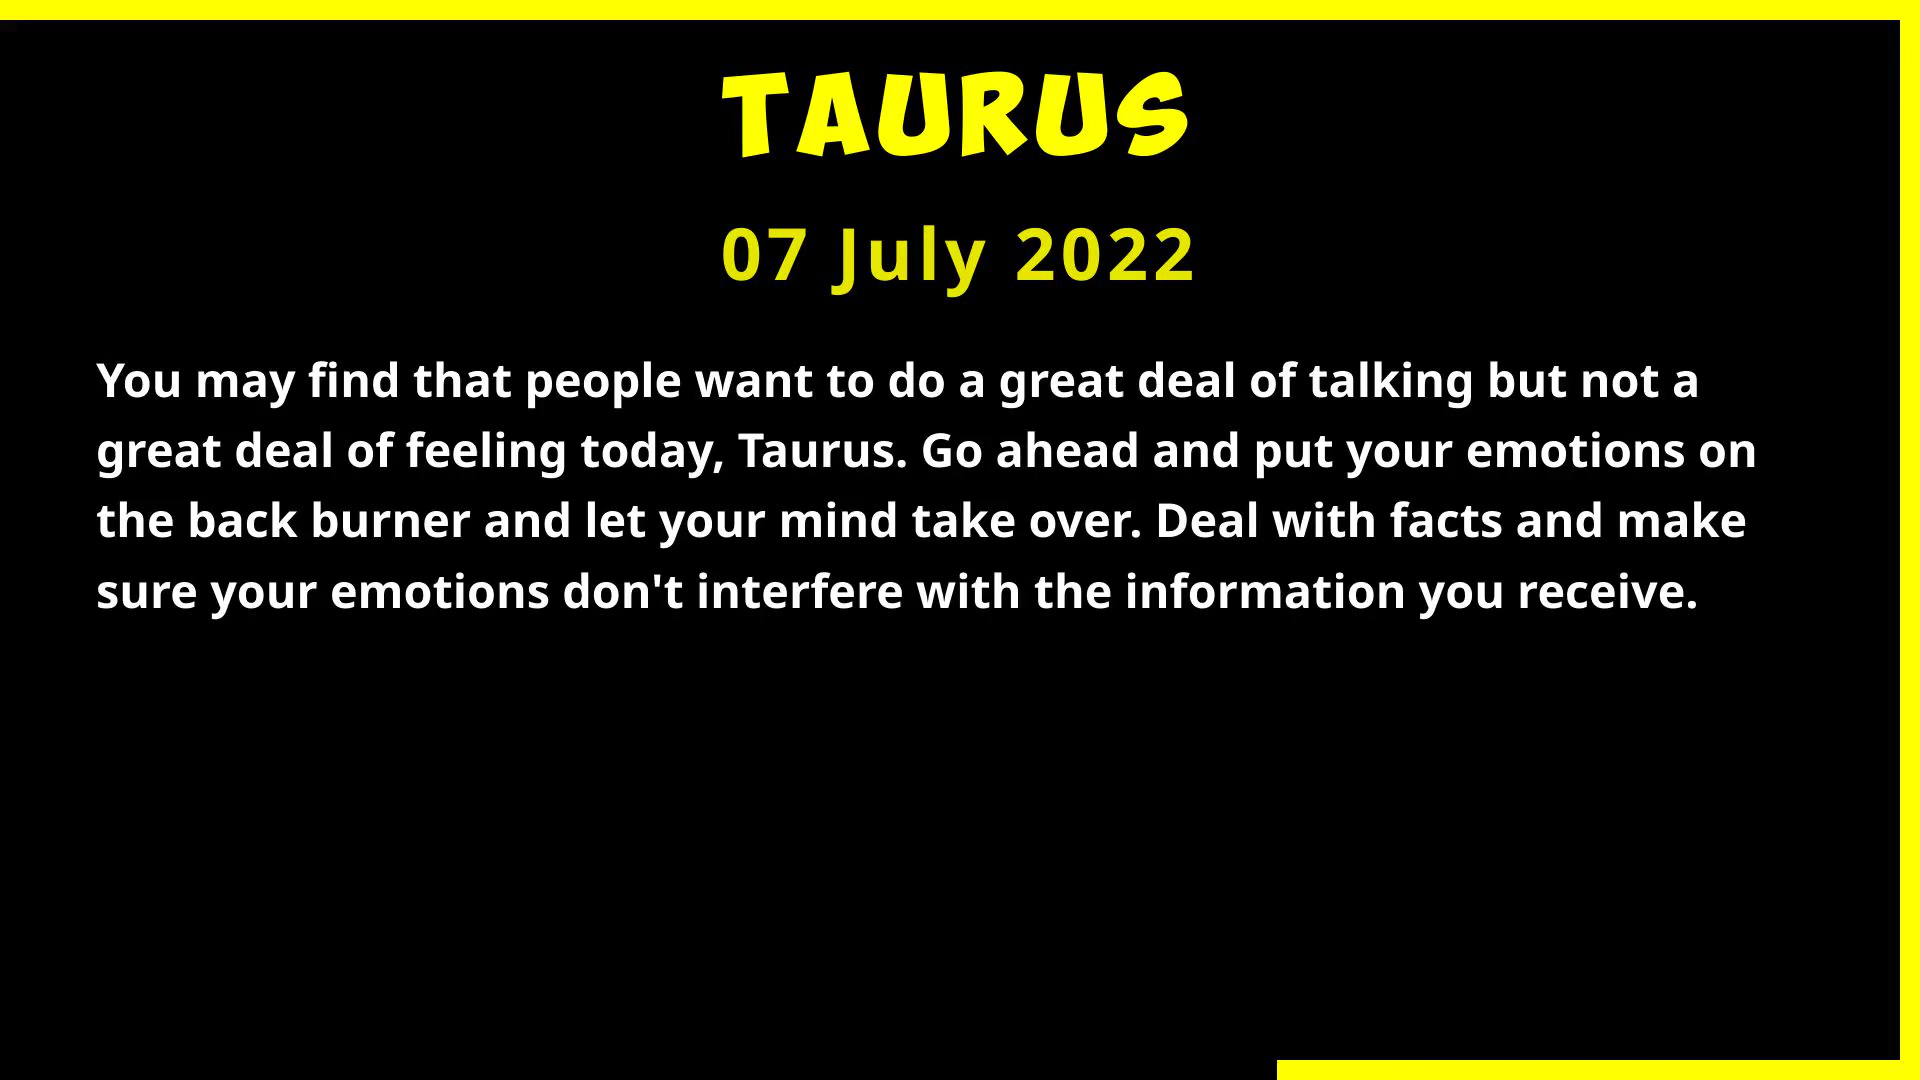 TAURUS
07 July 2022
You may find that people want to do a great deal of talking but not a
great deal of feeling today, Taurus. Go ahead and put your emotions on
the back burner and let your mind take over. Deal with facts and make
sure your emotions don't interfere with the information you receive.